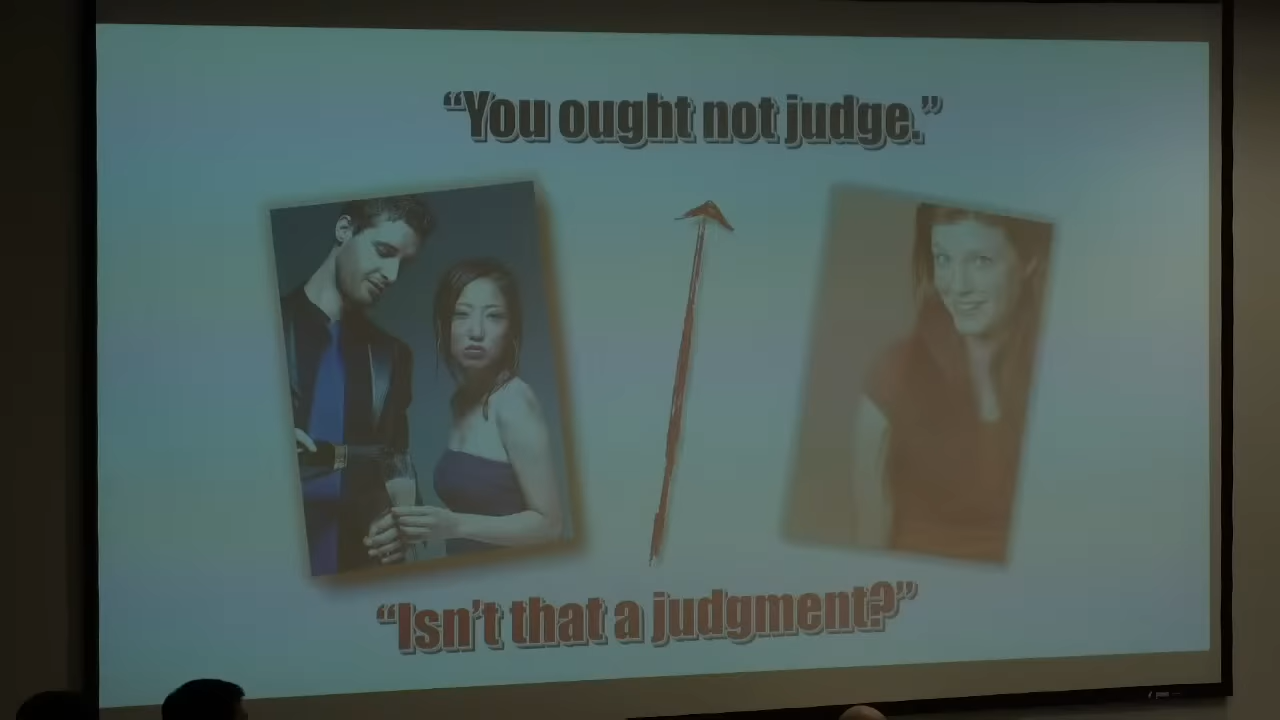 “You ought not judge.”
“Isn’t that a judgment?”